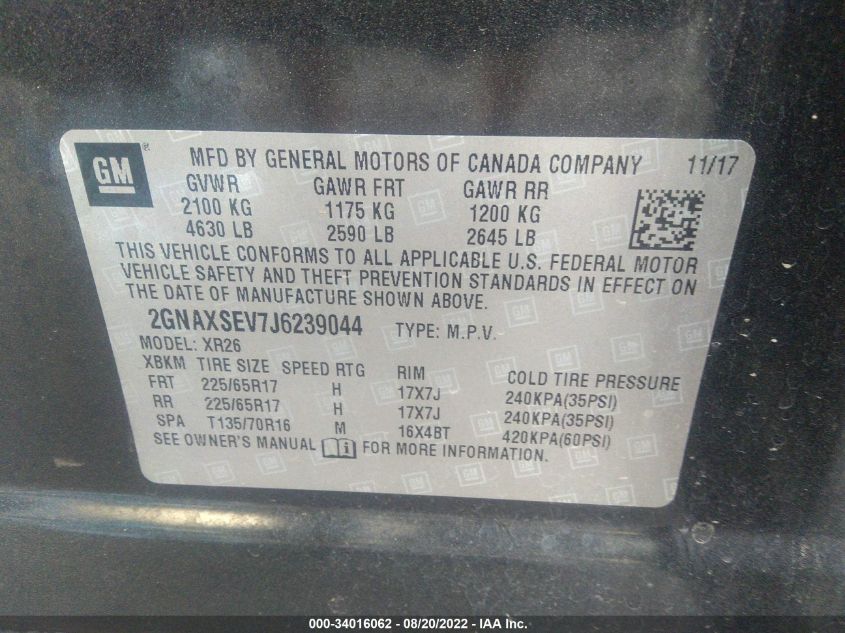 GM ® MFD BY GENERAL MOTORS OF CANADA COMPANY 11/17
GVWR GAWR FRT GAWR RR
2100 KG 1175 KG 1200 KG
4630 LB 2590 LB 2645 LB
THIS VEHICLE CONFORMS TO ALL APPLICABLE U.S. FEDERAL MOTOR
VEHICLE SAFETY AND THEFT PREVENTION STANDARDS IN EFFECT ON
THE DATE OF MANUFACTURE SHOWN ABOVE.
2GNAXSEV7J6239044 TYPE: M.P.V.
MODEL: XR26
XBKM TIRE SIZE SPEED RTG RIM COLD TIRE PRESSURE
FRT 225/65R17 H 17X7J 240KPA(35PSI)
RR 225/65R17 H 17X7J 240KPA(35PSI)
SPA T135/70R16 M 16X4BT 420KPA(60PSI)
SEE OWNER'S MANUAL i FOR MORE INFORMATION.
000-34016062 - 08/20/2022 - IAA Inc.